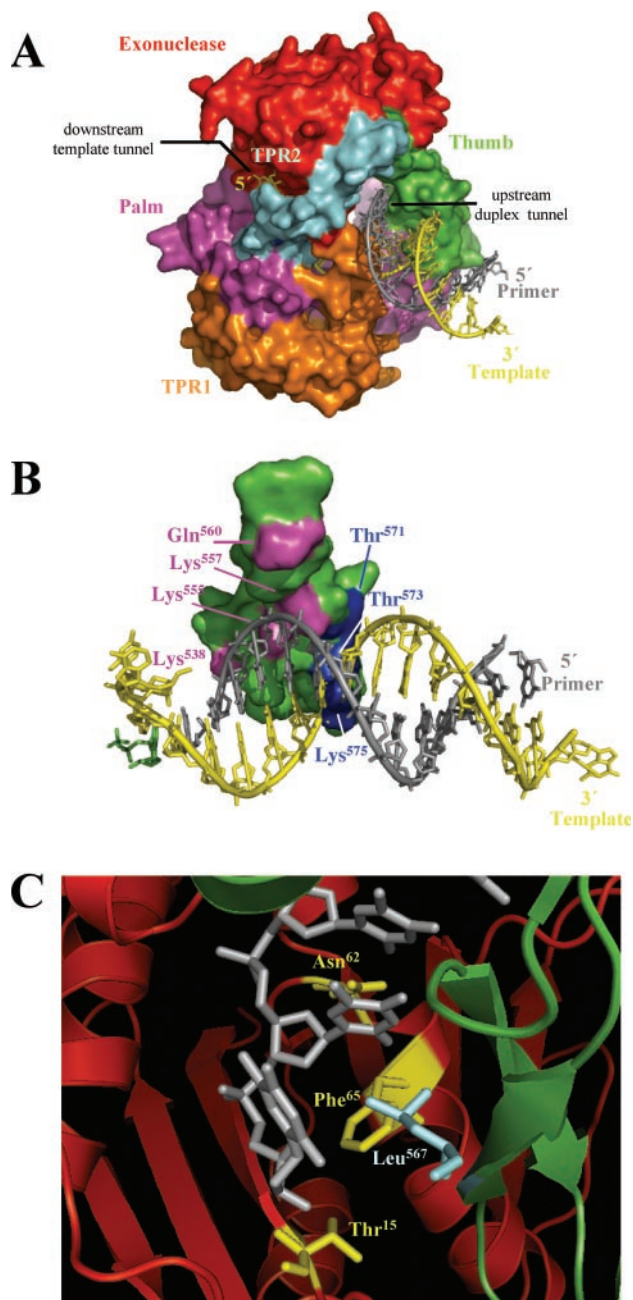 A
Exonuclease
downstream
template tunnel
TPR2
Thumb
5´
Palm
upstream
duplex tunnel
5´
Primer
3´
Template
TPR1
B
Gln560
Thr571
Lys557
Lys555
Thr573
Lys538
5´
Primer
Lys575
3´
Template
C
Asn62
Phe65
Leu567
Thr15